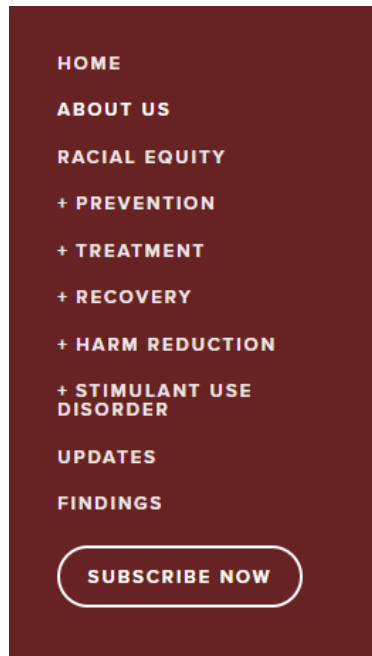 HOME
ABOUT US
RACIAL EQUITY
+ PREVENTION
+ TREATMENT
+ RECOVERY
+ HARM REDUCTION
+ STIMULANT USE
DISORDER
UPDATES
FINDINGS
SUBSCRIBE NOW